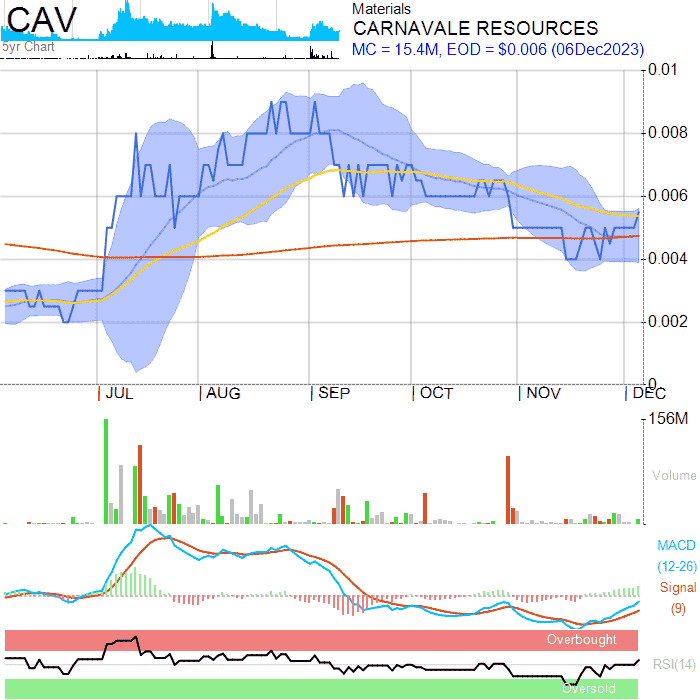 CAV
5yr Chart
Materials
CARNAVALE RESOURCES
MC = 15.4M, EOD = $0.006 (06Dec2023)
0.01
0.008
0.006
0.004
0.002
0
JUL AUG SEP OCT NOV DEC
156M
Volume
MACD
(12-26)
Signal
(9)
Overbought
RSI(14)
Oversold